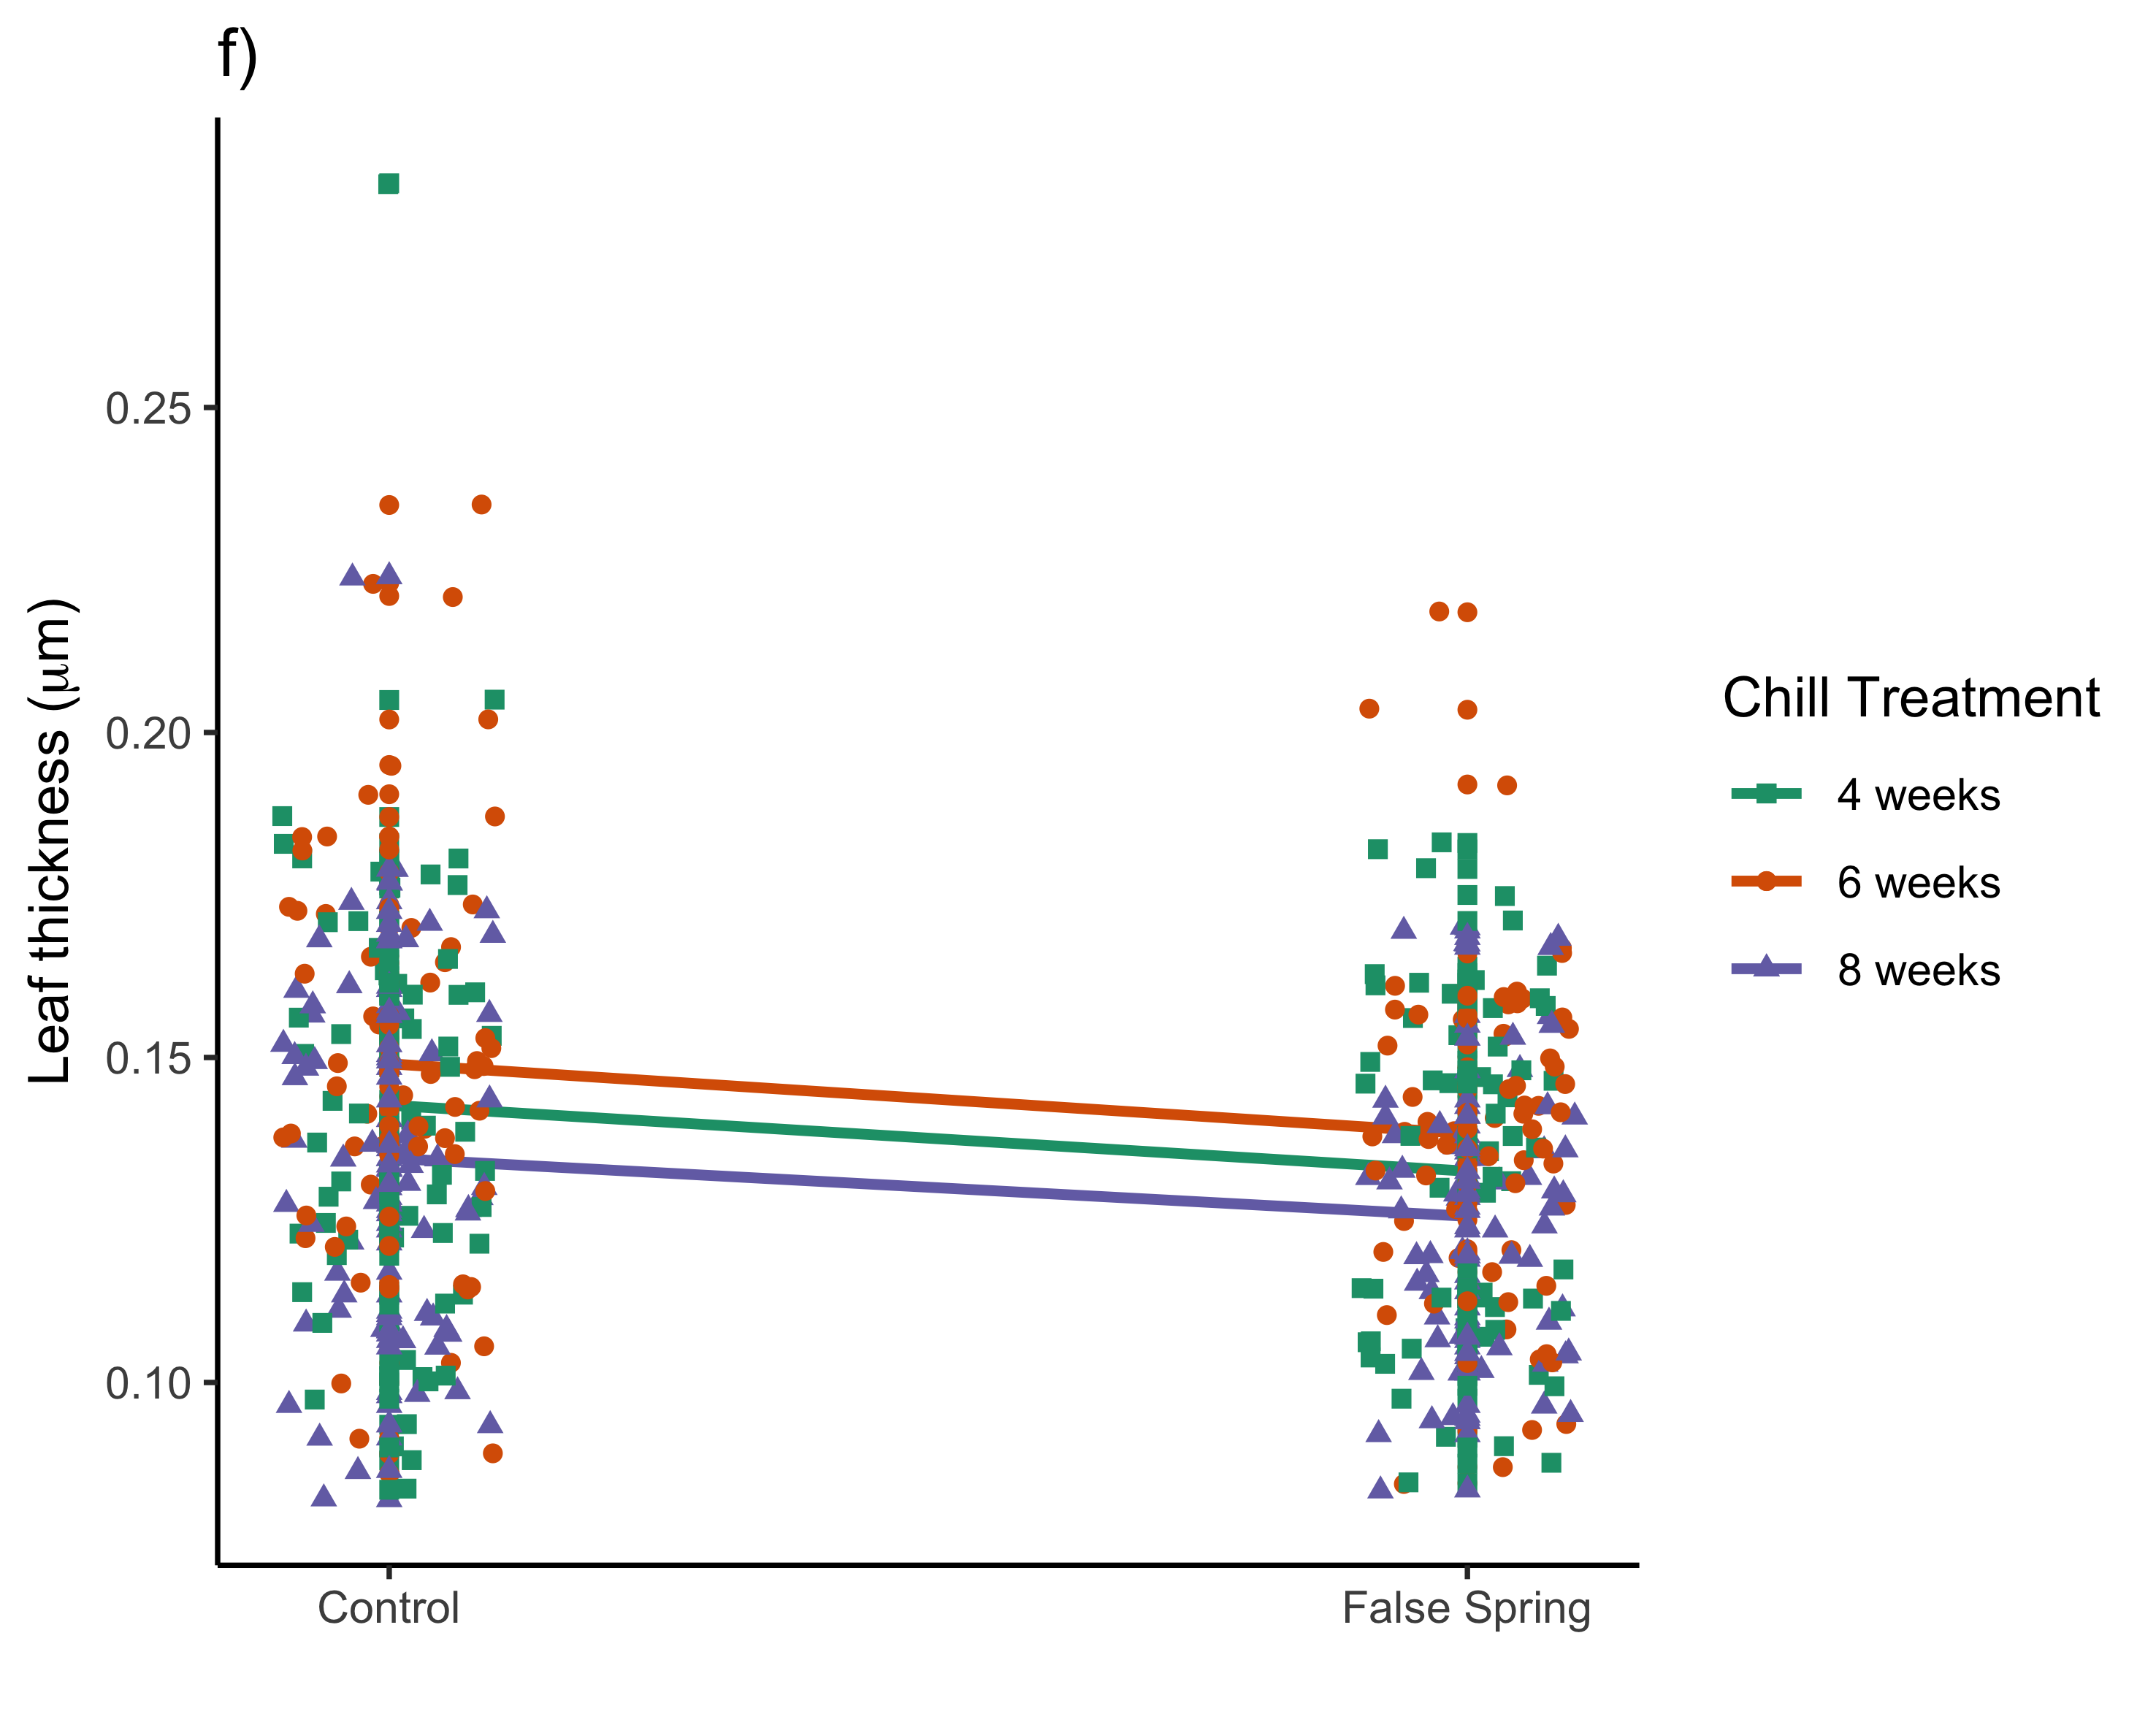 f)
Leaf thickness (μm)
0.25
0.20
0.15
0.10
Control
False Spring
Chill Treatment
4 weeks
6 weeks
8 weeks